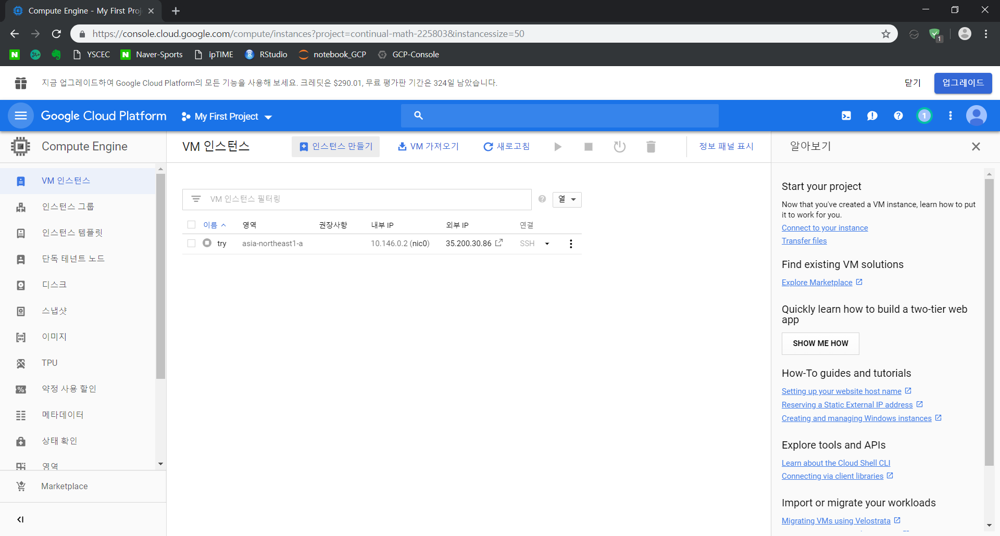 Compute Engine - My First Proj
https://console.cloud.google.com/compute/instances?project=continual-math-225803&instancessize=50
1
N
YSCEC
N
Naver-Sports
ipTIME
R
RStudio
notebook_GCP
GCP-Console
지금 업그레이드하여 Google Cloud Platform의 모든 기능을 사용해 보세요. 크레딧은 $290.01, 무료 평가판 기간은 324일 남았습니다.
닫기
업그레이드
Google Cloud Platform
My First Project
1
Compute Engine
VM 인스턴스
인스턴스 그룹
인스턴스 템플릿
단독 테넌트 노드
디스크
스냅샷
이미지
TPU
약정 사용 할인
메타데이터
상태 확인
영역
Marketplace
VM 인스턴스
인스턴스 만들기
VM 가져오기
새로고침
정보 패널 표시
VM 인스턴스 필터링
열
이름 영역 권장사항 내부 IP 외부 IP 연결
try asia-northeast1-a 10.146.0.2 (nic0) 35.200.30.86 SSH
알아보기
Start your project
Now that you've created a VM instance, learn how to put
it to work for you.
Connect to your instance
Transfer files
Find existing VM solutions
Explore Marketplace
Quickly learn how to build a two-tier web
app
SHOW ME HOW
How-To guides and tutorials
Setting up your website host name
Reserving a Static External IP address
Creating and managing Windows instances
Explore tools and APIs
Learn about the Cloud Shell CLI
Connecting via client libraries
Import or migrate your workloads
Migrating VMs using Velostrata